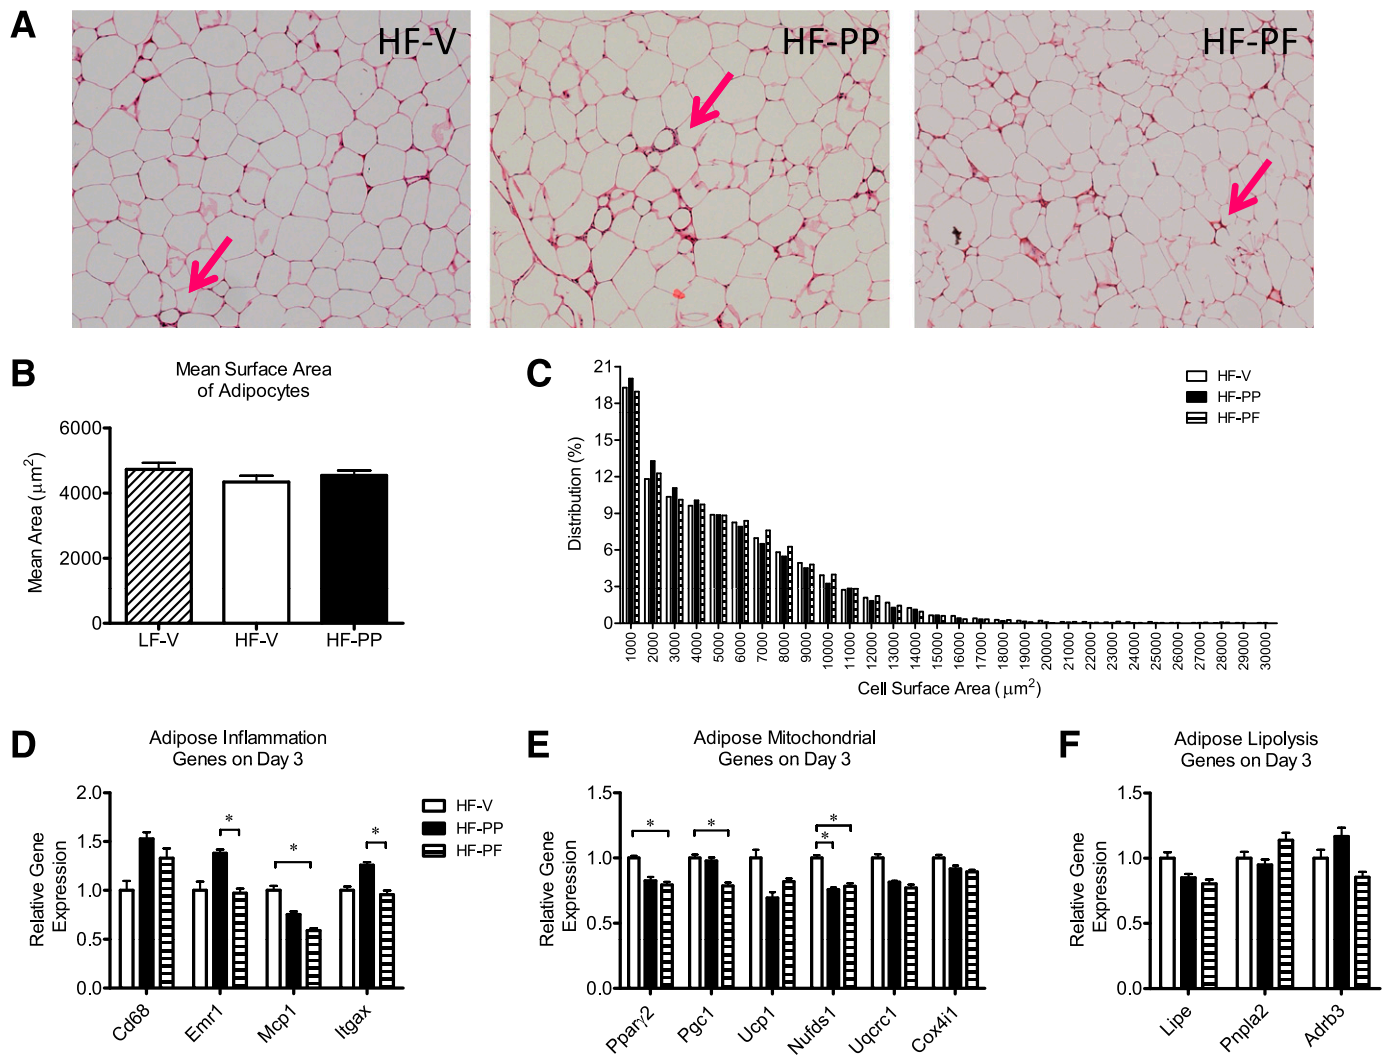 A
HF-V
HF-PP
HF-PF
B
Mean Surface Area
of Adipocytes
Mean Area (μm²)
6000
4000
2000
0
LF-V
HF-V
HF-PP
C
Distribution (%)
21
18
15
12
9
6
3
0
HF-V
HF-PP
HF-PF
1000
2000
3000
4000
5000
6000
7000
8000
9000
10000
11000
12000
13000
14000
15000
16000
17000
18000
19000
20000
21000
22000
23000
24000
25000
26000
27000
28000
29000
30000
Cell Surface Area (μm²)
D
Adipose Inflammation
Genes on Day 3
Relative Gene
Expression
2.0
1.5
1.0
0.5
0.0
*
*
*
HF-V
HF-PP
HF-PF
Cd68
Emr1
Mcp1
Itgax
E
Adipose Mitochondrial
Genes on Day 3
Relative Gene
Expression
1.5
1.0
0.5
0.0
*
*
*
*
Pparγ2
Pgc1
Ucp1
Nufds1
Uqcrc1
Cox4i1
F
Adipose Lipolysis
Genes on Day 3
Relative Gene
Expression
1.5
1.0
0.5
0.0
Lipe
Pnpla2
Adrb3